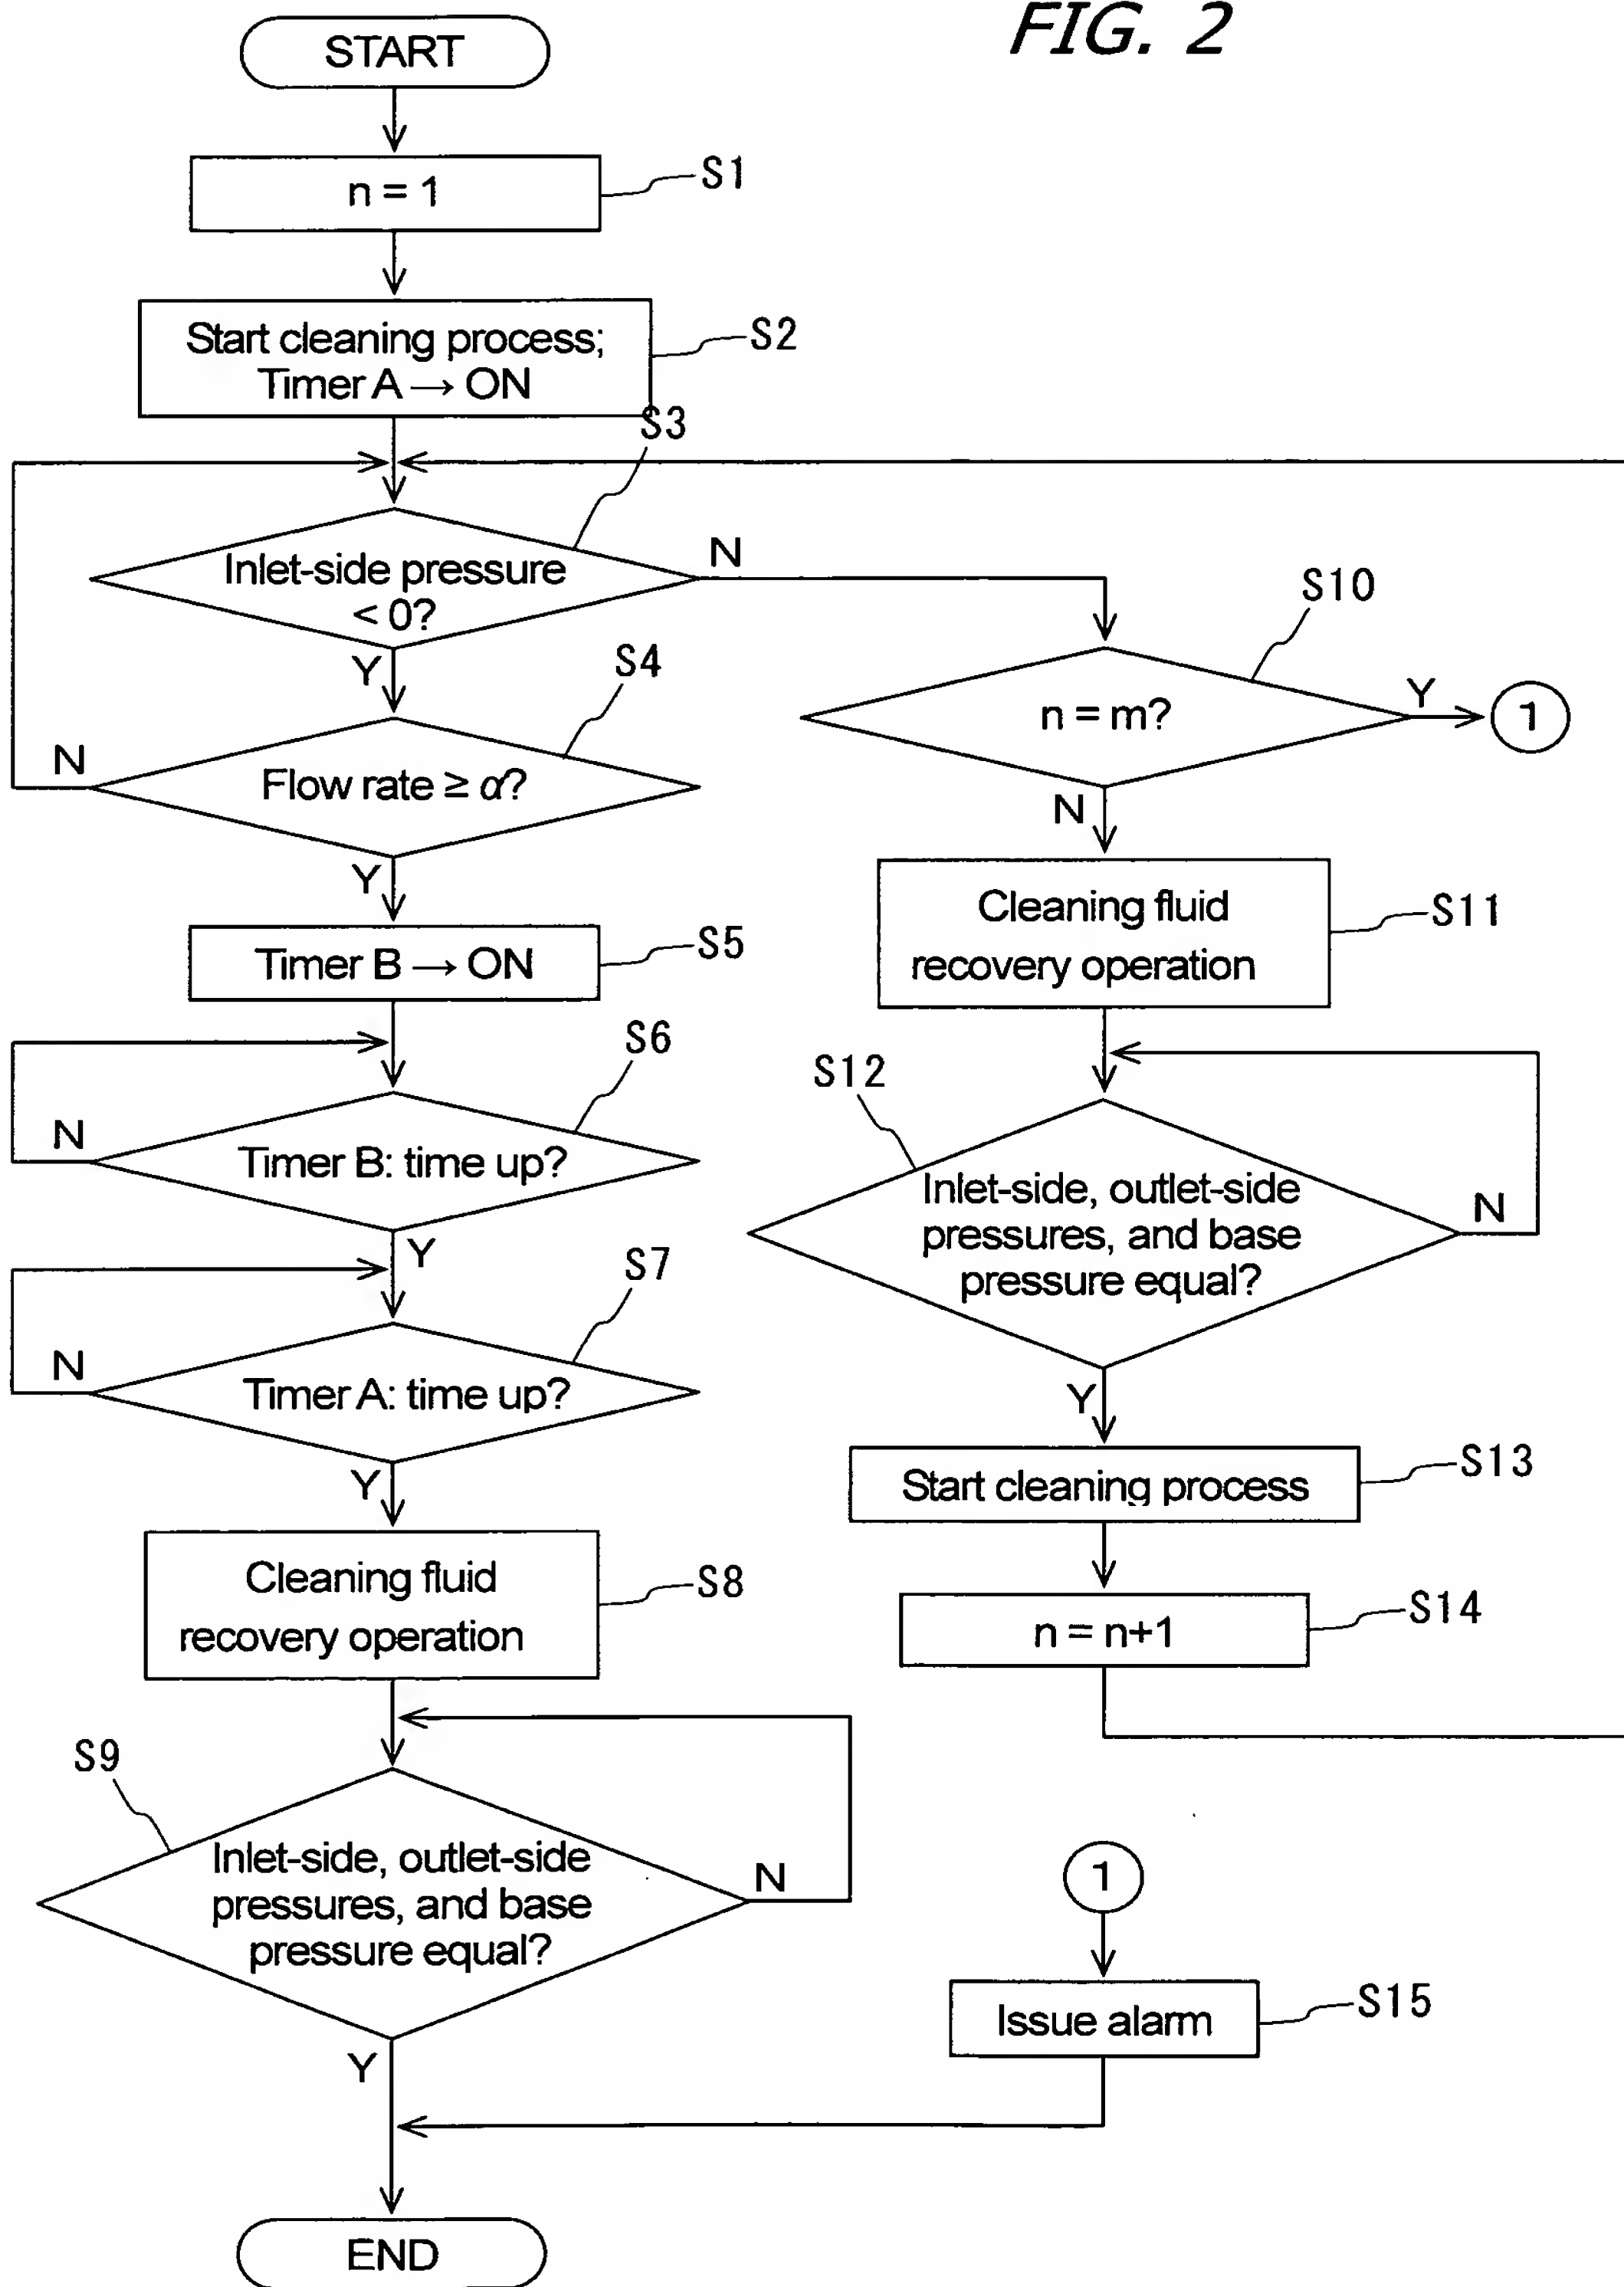 FIG. 2
START
n = 1
S1
Start cleaning process;
Timer A → ON
S2
S3
Inlet-side pressure
< 0?
N
Y
S4
Flow rate ≥ α?
N
Y
Timer B → ON
S5
S6
Timer B: time up?
N
Y
S7
Timer A: time up?
N
Y
Cleaning fluid
recovery operation
S8
S9
Inlet-side, outlet-side
pressures, and base
pressure equal?
N
Y
END
S10
n = m?
Y
1
N
Cleaning fluid
recovery operation
S11
S12
Inlet-side, outlet-side
pressures, and base
pressure equal?
N
Y
Start cleaning process
S13
n = n+1
S14
1
Issue alarm
S15